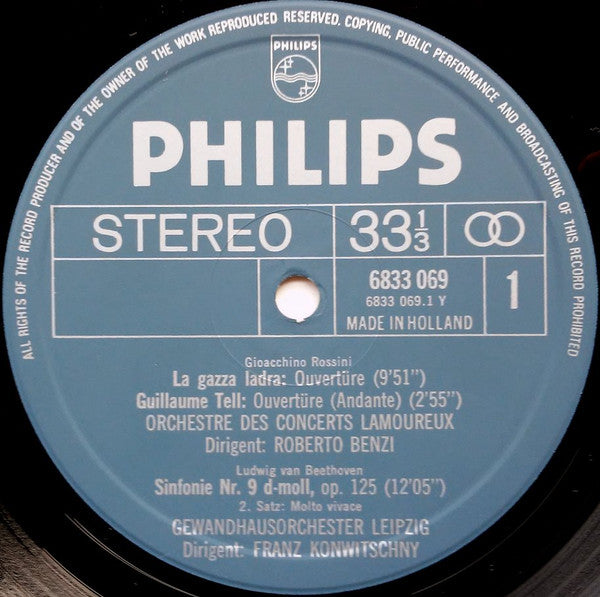 ALL RIGHTS OF THE RECORD PRODUCER AND OF THE OWNER OF THE WORK REPRODUCED RESERVED. COPYING, PUBLIC PERFORMANCE AND BROADCASTING OF THIS RECORD PROHIBITED
PHILIPS
PHILIPS
STEREO 33⅓
6833 069
6833 069.1 Y
MADE IN HOLLAND
1
Gioacchino Rossini
La gazza ladra: Ouvertüre (9'51")
Guillaume Tell: Ouvertüre (Andante) (2'55")
ORCHESTRE DES CONCERTS LAMOUREUX
Dirigent: ROBERTO BENZI
Ludwig van Beethoven
Sinfonie Nr. 9 d-moll, op. 125 (12'05")
2. Satz: Molto vivace
GEWANDHAUSORCHESTER LEIPZIG
Dirigent: FRANZ KONWITSCHNY